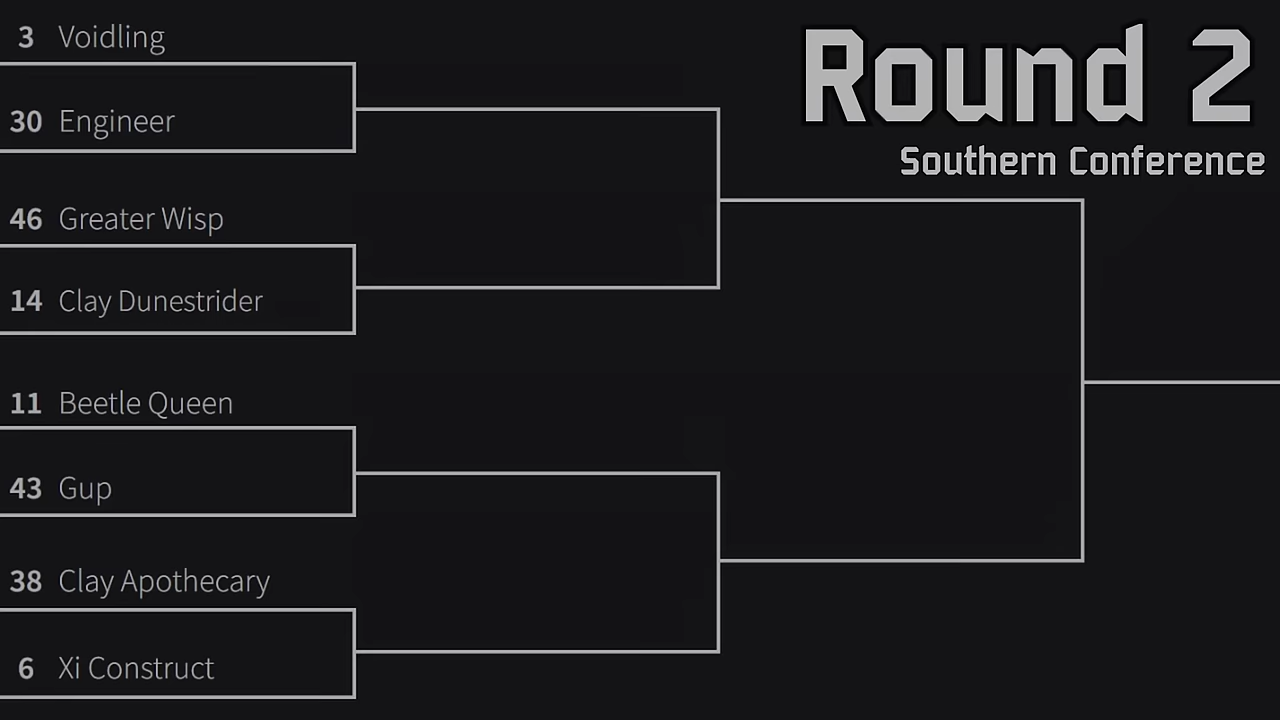 Round 2
Southern Conference
3 Voidling
30 Engineer
46 Greater Wisp
14 Clay Dunestrider
11 Beetle Queen
43 Gup
38 Clay Apothecary
6 Xi Construct